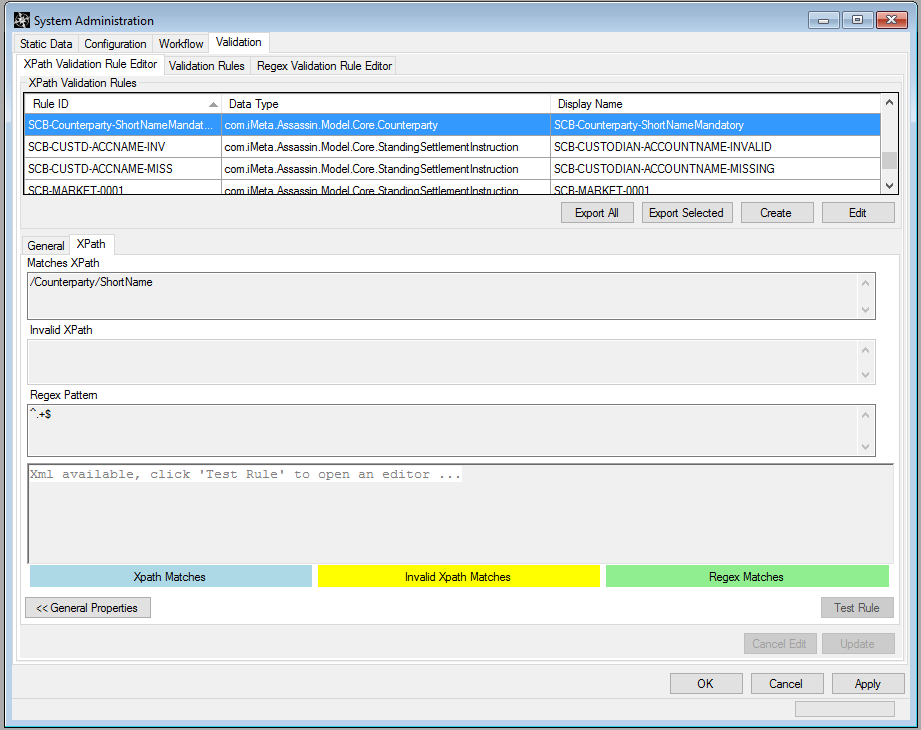 System Administration
Static Data Configuration Workflow Validation
XPath Validation Rule Editor Validation Rules Regex Validation Rule Editor
XPath Validation Rules
Rule ID Data Type Display Name
SCB-Counterparty-ShortNameMandat... com.iMeta.Assassin.Model.Core.Counterparty SCB-Counterparty-ShortNameMandatory
SCB-CUSTD-ACCNAME-INV com.iMeta.Assassin.Model.Core.StandingSettlementInstruction SCB-CUSTODIAN-ACCOUNTNAME-INVALID
SCB-CUSTD-ACCNAME-MISS com.iMeta.Assassin.Model.Core.StandingSettlementInstruction SCB-CUSTODIAN-ACCOUNTNAME-MISSING
SCB-MARKET-0001 com.iMeta.Assassin.Model.Core.StandingSettlementInstruction SCB-MARKET-0001
Export All Export Selected Create Edit
General XPath
Matches XPath
/Counterparty/ShortName
Invalid XPath
Regex Pattern
^.+$
Xml available, click 'Test Rule' to open an editor ...
Xpath Matches Invalid Xpath Matches Regex Matches
<< General Properties Test Rule
Cancel Edit Update
OK Cancel Apply